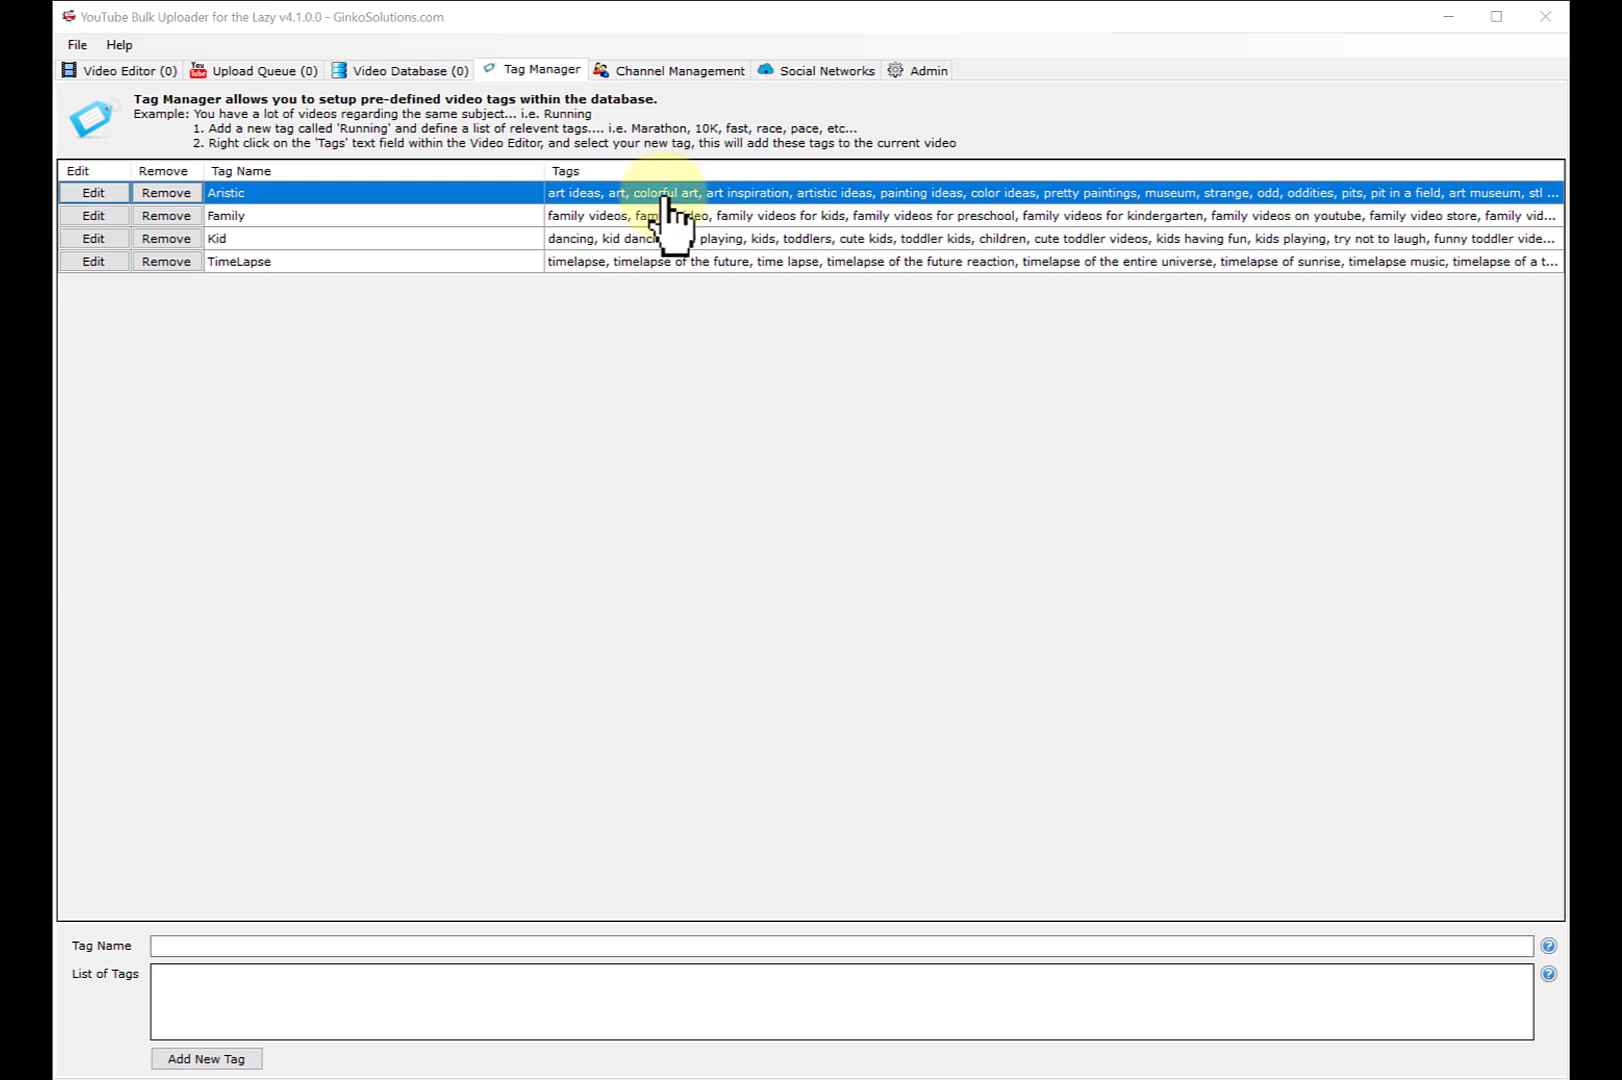 YouTube Bulk Uploader for the Lazy v4.1.0.0 - GinkoSolutions.com
File Help
Video Editor (0) You Tube Upload Queue (0) Video Database (0) Tag Manager Channel Management Social Networks Admin
Tag Manager allows you to setup pre-defined video tags within the database.
Example: You have a lot of videos regarding the same subject... i.e. Running
1. Add a new tag called 'Running' and define a list of relevent tags.... i.e. Marathon, 10K, fast, race, pace, etc...
2. Right click on the 'Tags' text field within the Video Editor, and select your new tag, this will add these tags to the current video
Edit Remove Tag Name Tags
Edit Remove Aristic art ideas, art, colorful art, art inspiration, artistic ideas, painting ideas, color ideas, pretty paintings, museum, strange, odd, oddities, pits, pit in a field, art museum, stl ...
Edit Remove Family family videos, family videos for kids, family videos for preschool, family videos for kindergarten, family videos on youtube, family video store, family vid...
Edit Remove Kid dancing, kid playing, kids, toddlers, cute kids, toddler kids, children, cute toddler videos, kids having fun, kids playing, try not to laugh, funny toddler vide...
Edit Remove TimeLapse timelapse, timelapse of the future, time lapse, timelapse of the future reaction, timelapse of the entire universe, timelapse of sunrise, timelapse music, timelapse of a t...
Tag Name ?
List of Tags ?
Add New Tag